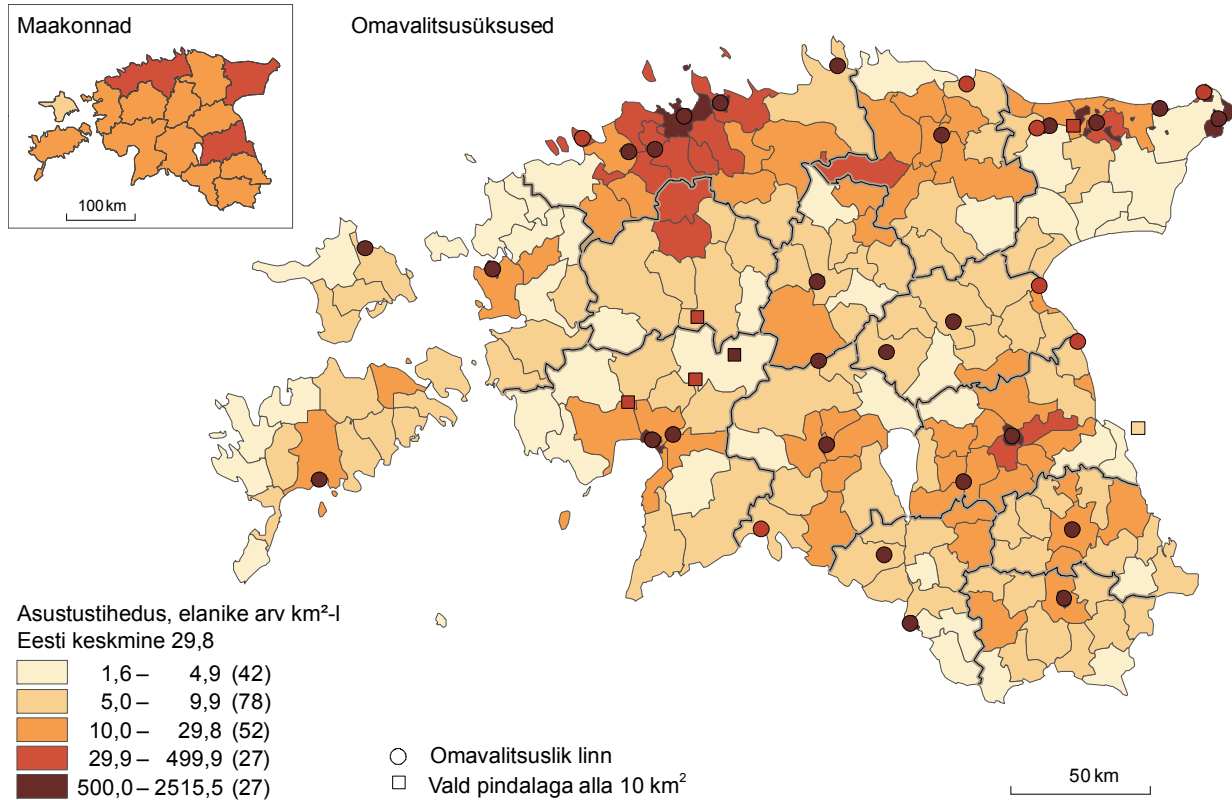 Maakonnad
100 km
Omavalitsusüksused
Asustustihedus, elanike arv km²-l
Eesti keskmine 29,8
1,6 – 4,9 (42)
5,0 – 9,9 (78)
10,0 – 29,8 (52)
29,9 – 499,9 (27)
500,0 – 2515,5 (27)
Omavalitsuslik linn
Vald pindalaga alla 10 km²
50 km